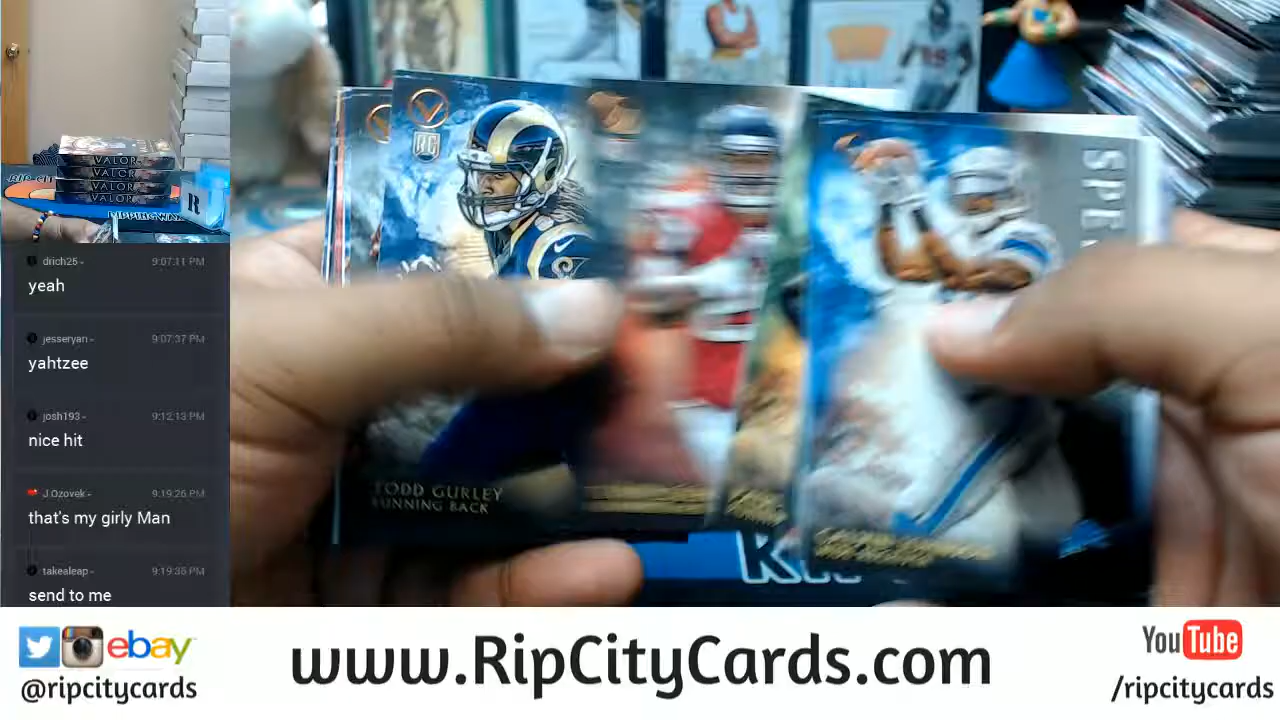 VALOR
VALOR
VALOR
VALOR
R
drich25 - 9:07:11 PM
yeah
jesseryan - 9:07:37 PM
yahtzee
josh193 - 9:12:13 PM
nice hit
J.Ozovek - 9:19:26 PM
that's my girly Man
takealeap - 9:19:35 PM
send to me
RC
TODD GURLEY
RUNNING BACK
SPE
ebay
@ripcitycards
www.RipCityCards.com
YouTube
/ripcitycards